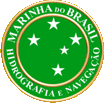 MARINHA DO BRASIL
HIDROGRAFIA E NAVEGAÇÃO